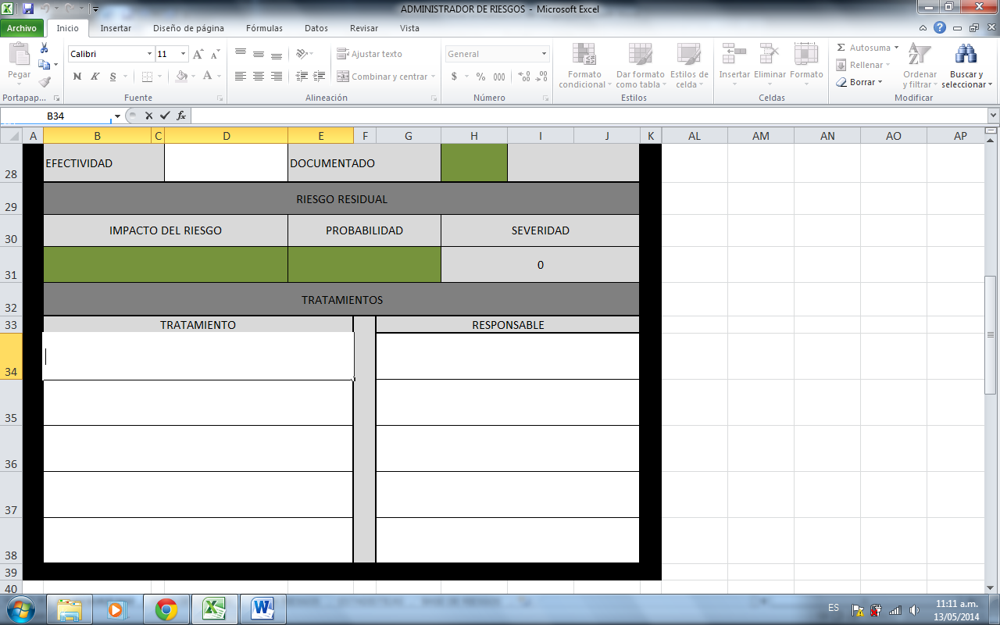 ADMINISTRADOR DE RIESGOS - Microsoft Excel
Archivo Inicio Insertar Diseño de página Fórmulas Datos Revisar Vista
Calibri 11 Ajustar texto General Autosuma
Pegar N K S Combinar y centrar $ % 000 Formato condicional Dar formato como tabla Estilos de celda Insertar Eliminar Formato Rellenar Borrar Ordenar y filtrar Buscar y seleccionar
Portapap... Fuente Alineación Número Estilos Celdas Modificar
B34 fx
A B C D E F G H I J K AL AM AN AO AP
28 EFECTIVIDAD DOCUMENTADO
29 RIESGO RESIDUAL
30 IMPACTO DEL RIESGO PROBABILIDAD SEVERIDAD
31 0
32 TRATAMIENTOS
33 TRATAMIENTO RESPONSABLE
34
35
36
37
38
39
40
ES 11:11 a.m.
13/05/2014